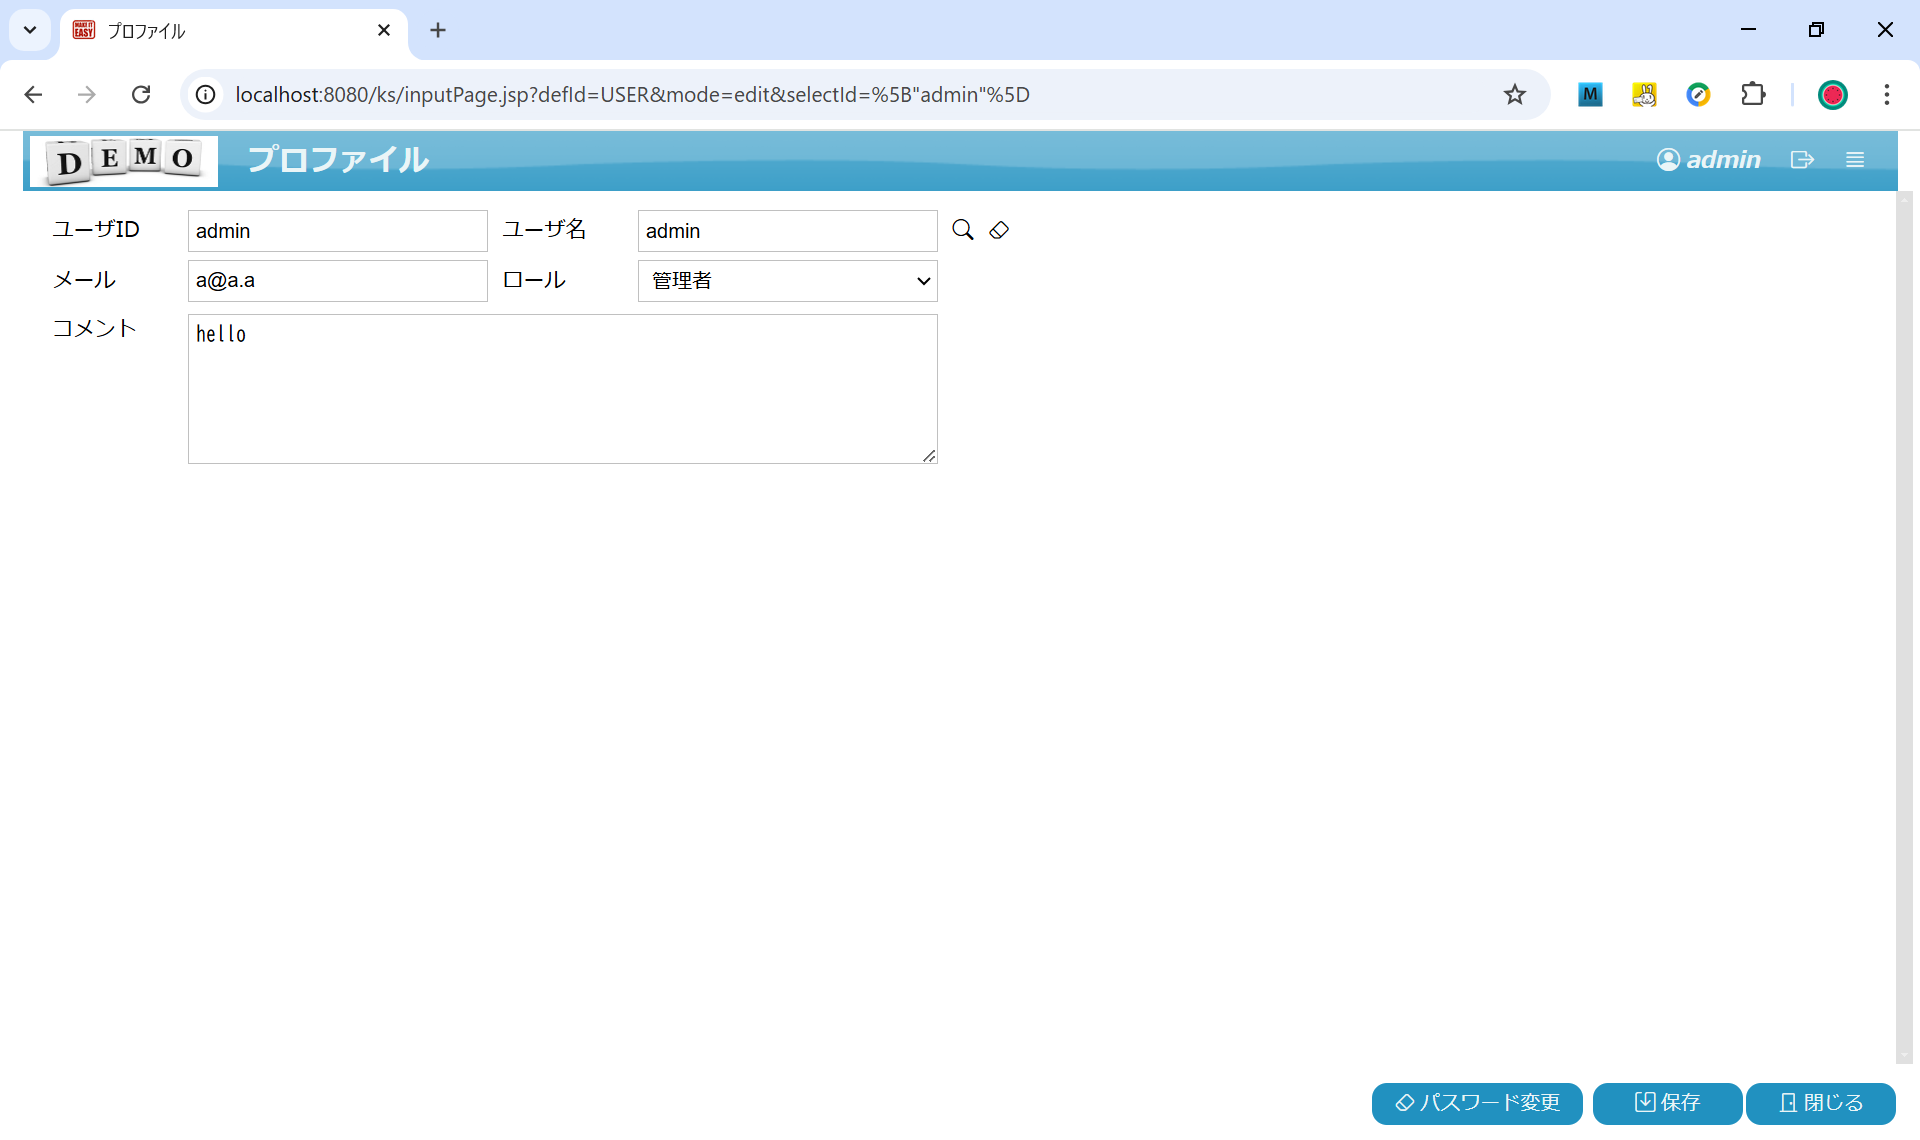 プロファイル
localhost:8080/ks/inputPage.jsp?defId=USER&mode=edit&selectId=%5B"admin"%5D
M
DEMO プロファイル admin
ユーザID admin ユーザ名 admin
メール a@a.a ロール 管理者
コメント hello
パスワード変更 保存 閉じる